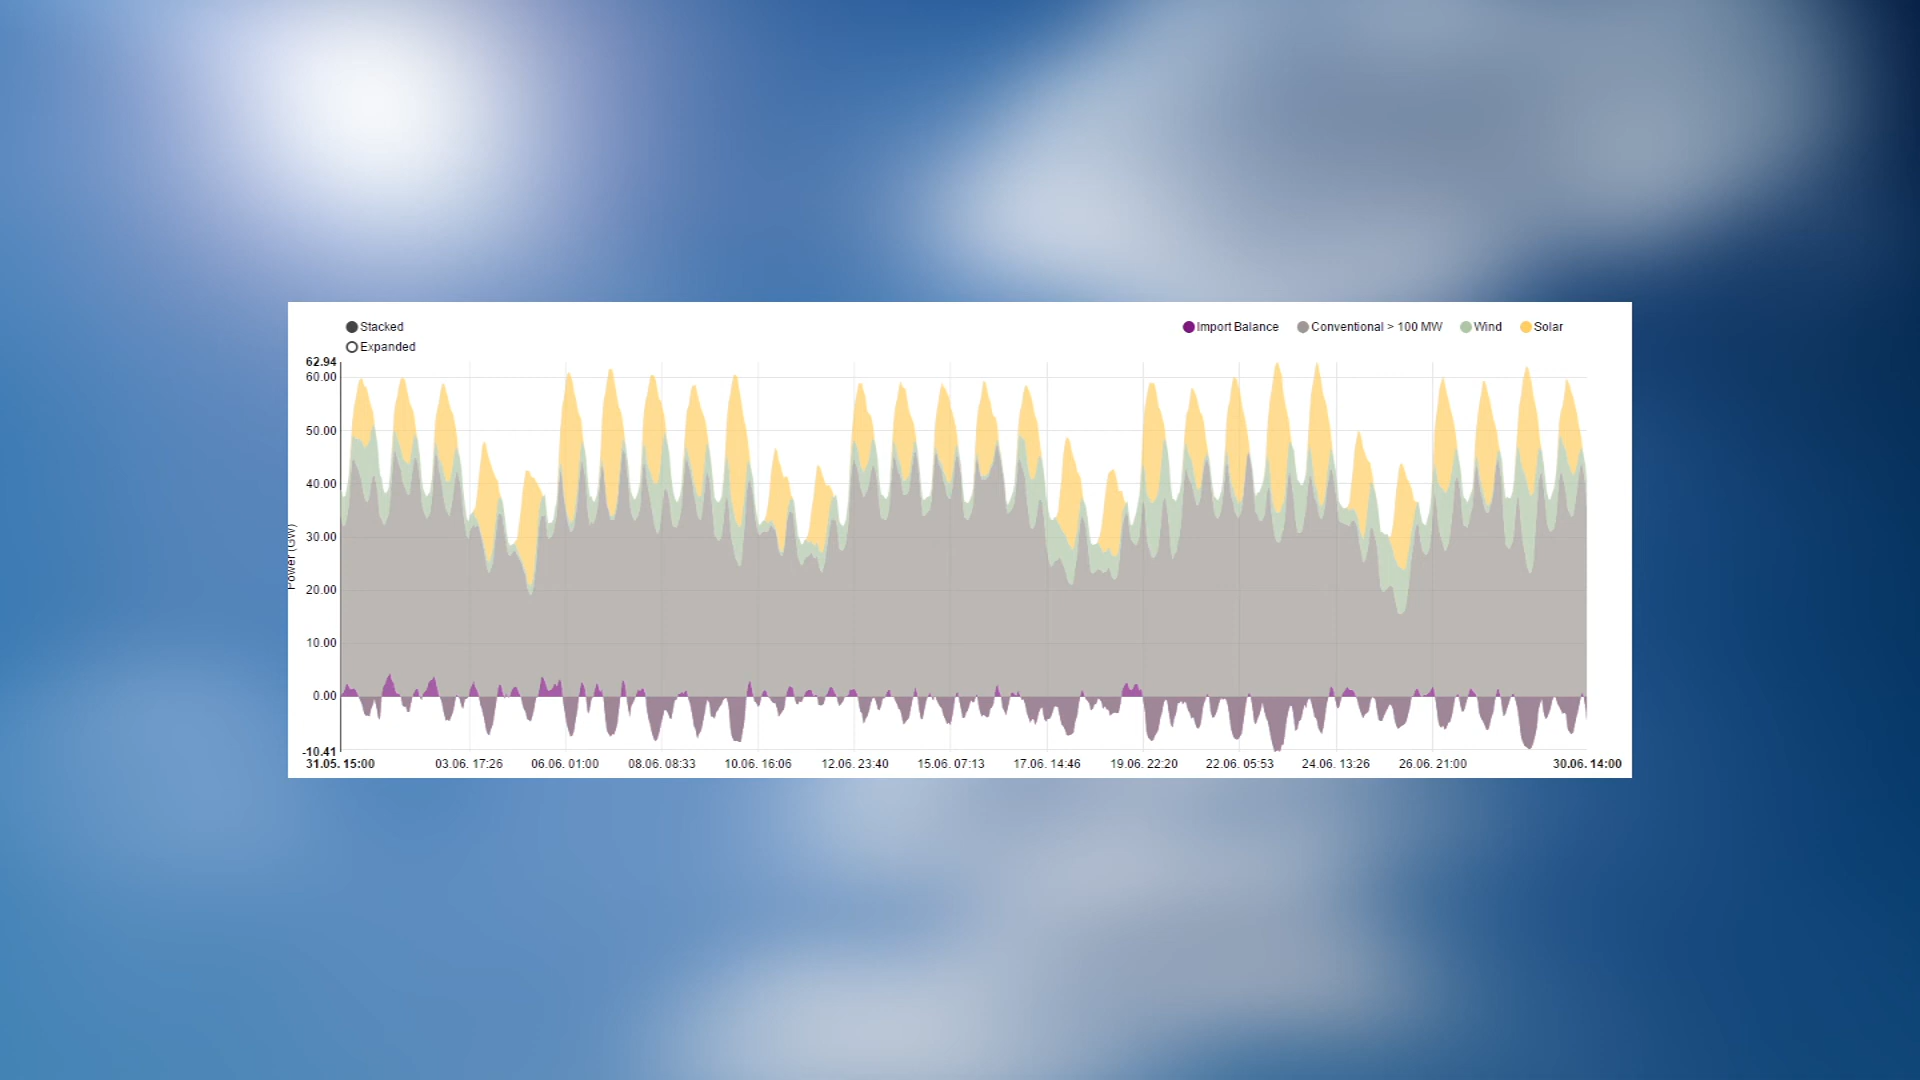 Stacked
Expanded
Import Balance Conventional > 100 MW Wind Solar
62.94
60.00
50.00
40.00
30.00
20.00
10.00
0.00
-10.41
Power (GW)
31.05. 15:00 03.06. 17:26 06.06. 01:00 08.06. 08:33 10.06. 16:06 12.06. 23:40 15.06. 07:13 17.06. 14:46 19.06. 22:20 22.06. 05:53 24.06. 13:26 26.06. 21:00 30.06. 14:00